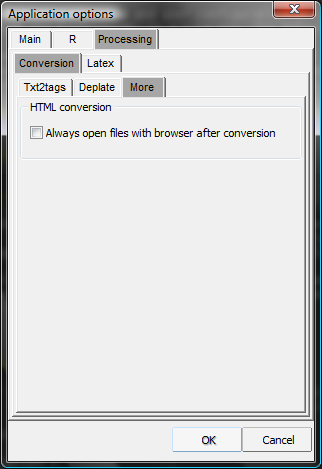 Application options
Main R Processing
Conversion Latex
Txt2tags Deplate More
HTML conversion
Always open files with browser after conversion
OK Cancel